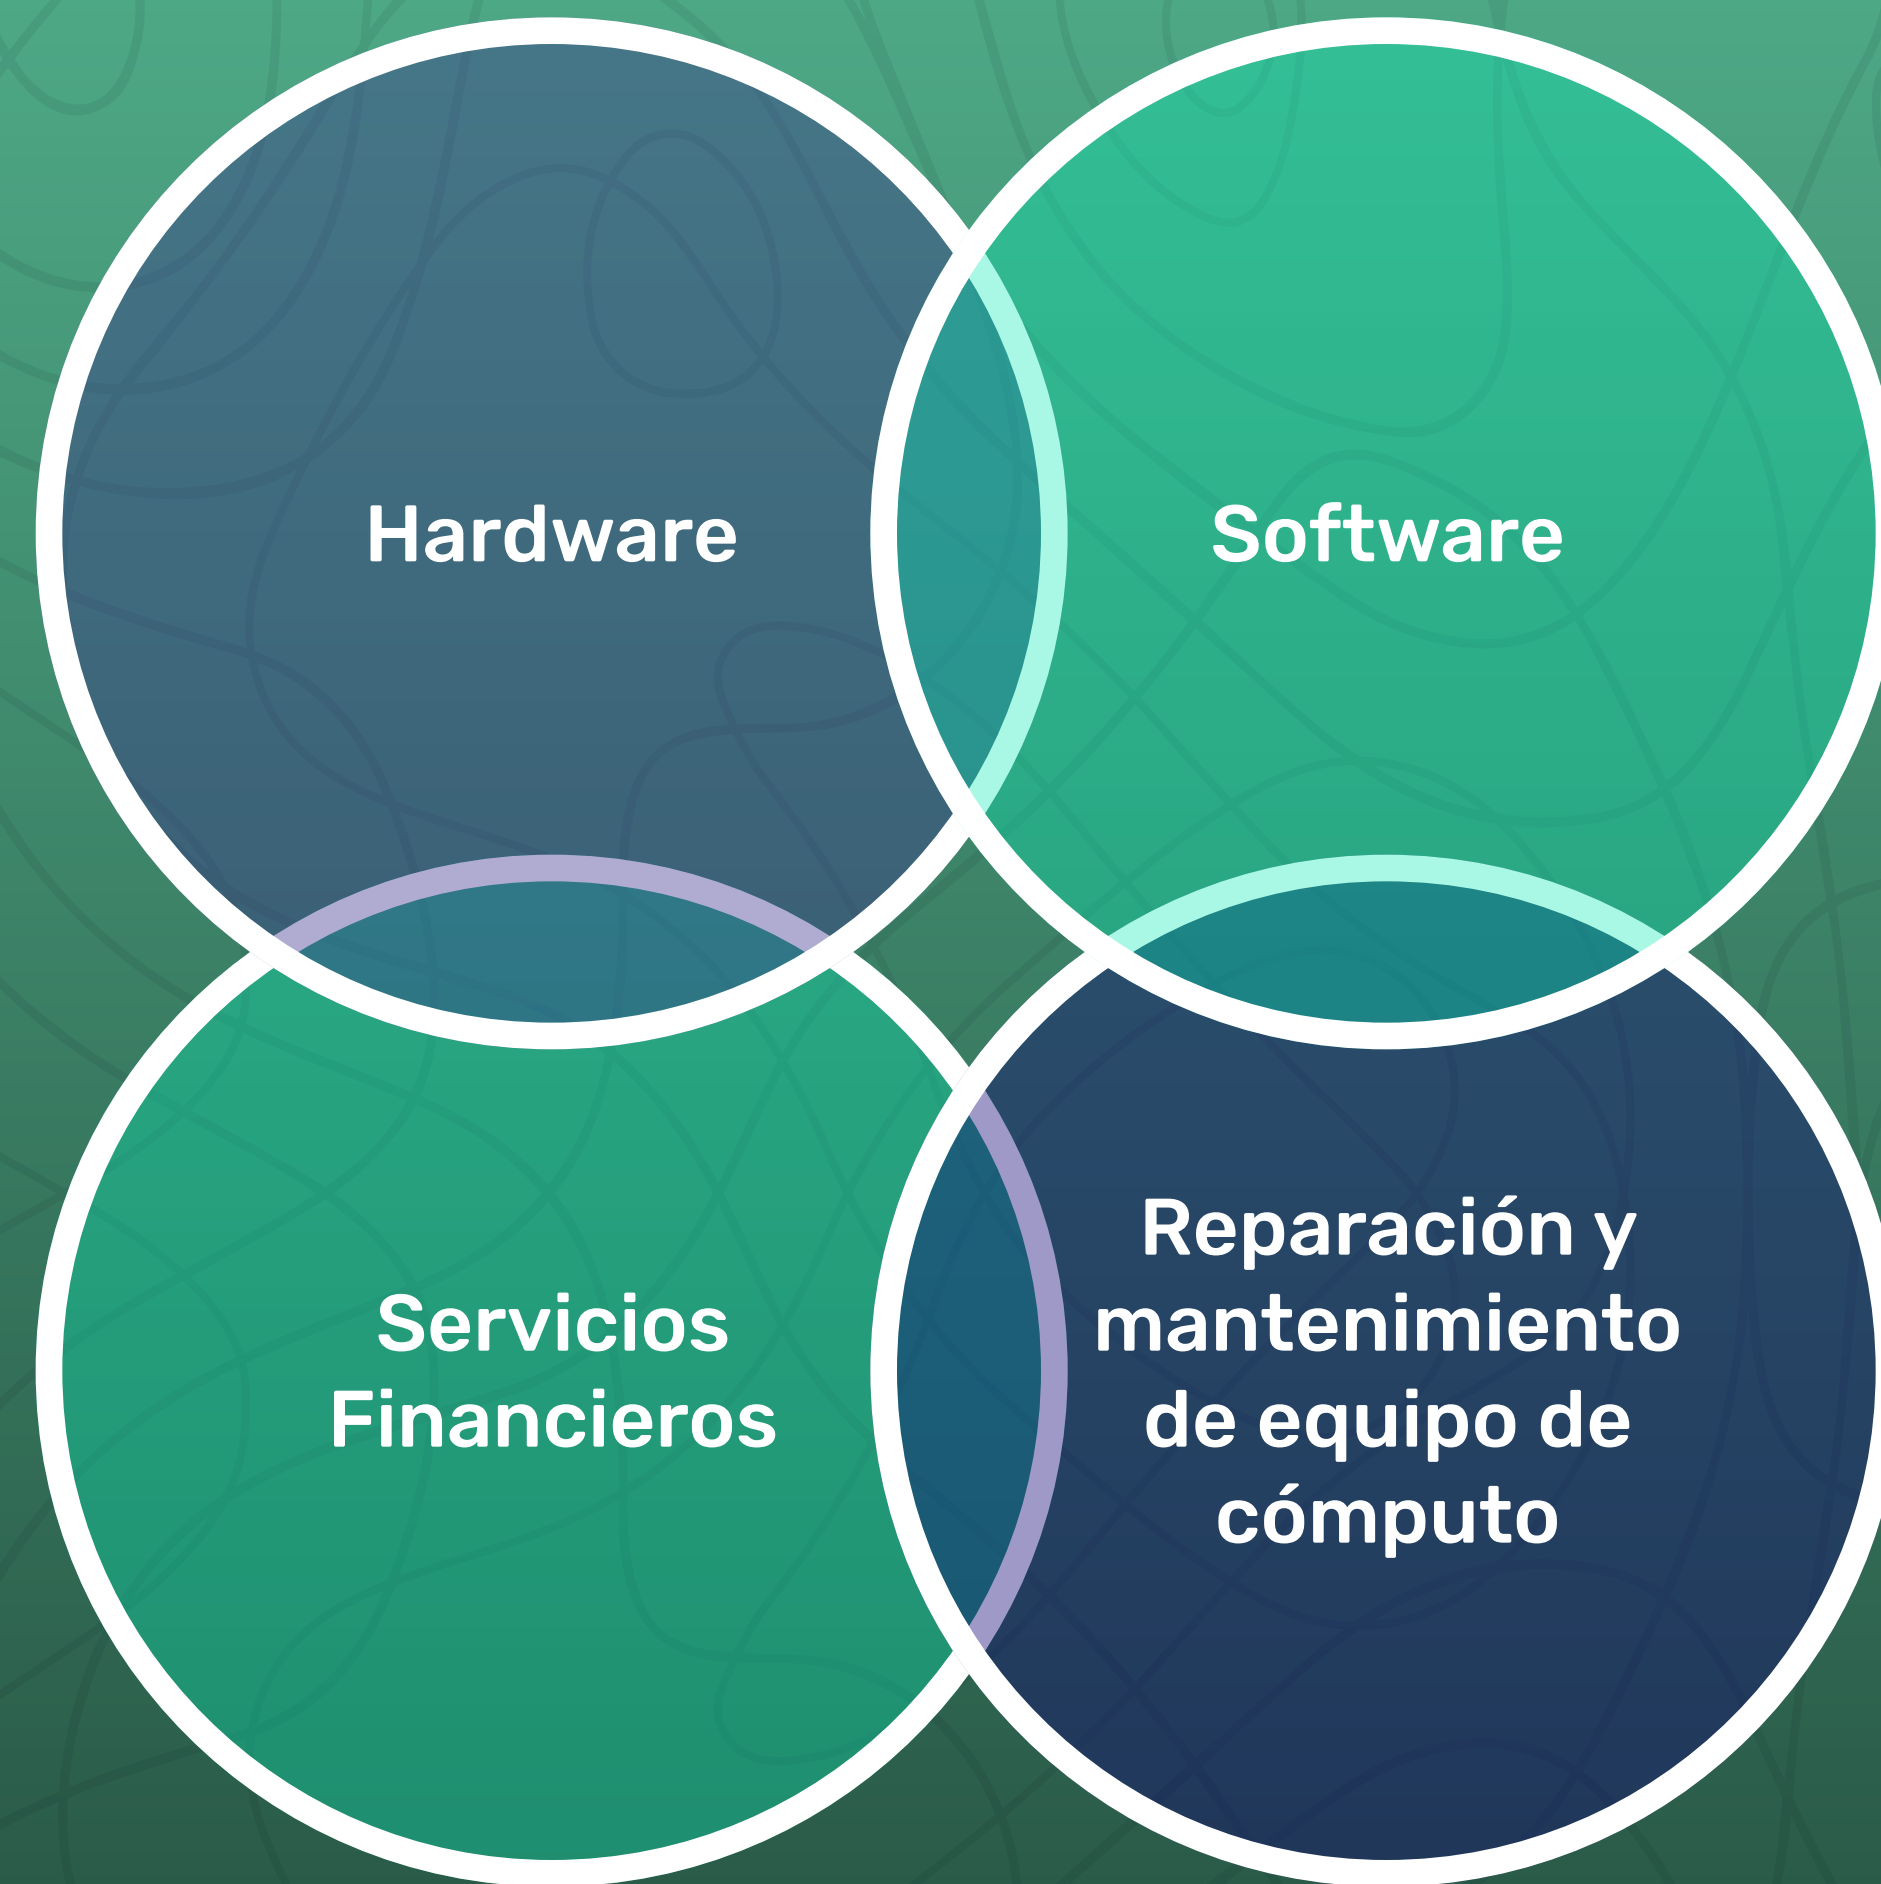 Hardware
Software
Servicios
Financieros
Reparación y
mantenimiento
de equipo de
cómputo